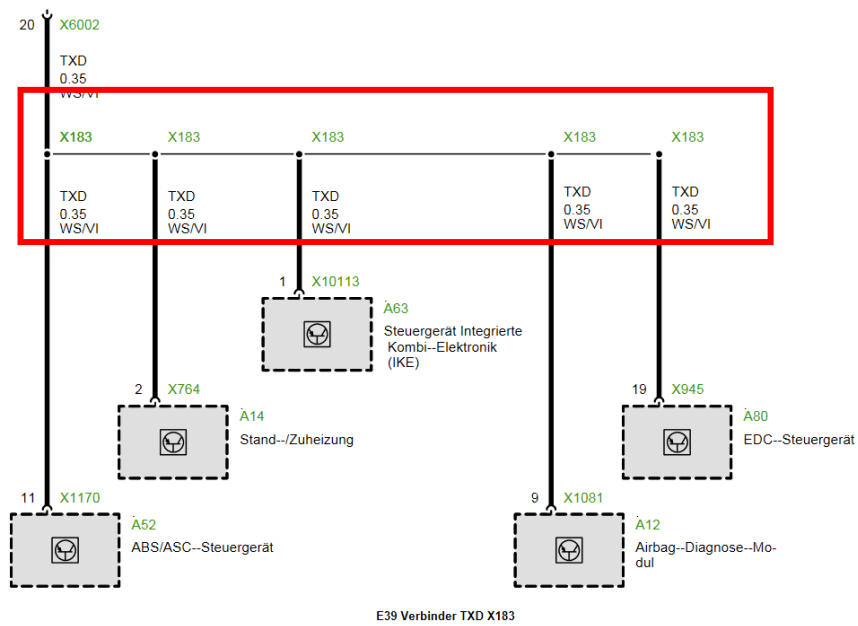 20 X6002
TXD
0.35
WS/VI
X183 X183 X183 X183 X183
TXD TXD TXD TXD TXD
0.35 0.35 0.35 0.35 0.35
WS/VI WS/VI WS/VI WS/VI WS/VI
1 X10113
A63
Steuergerät Integrierte
Kombi--Elektronik
(IKE)
2 X764
A14
Stand--/Zuheizung
19 X945
A80
EDC--Steuergerät
11 X1170
A52
ABS/ASC--Steuergerät
9 X1081
A12
Airbag--Diagnose--Mo-
dul
E39 Verbinder TXD X183